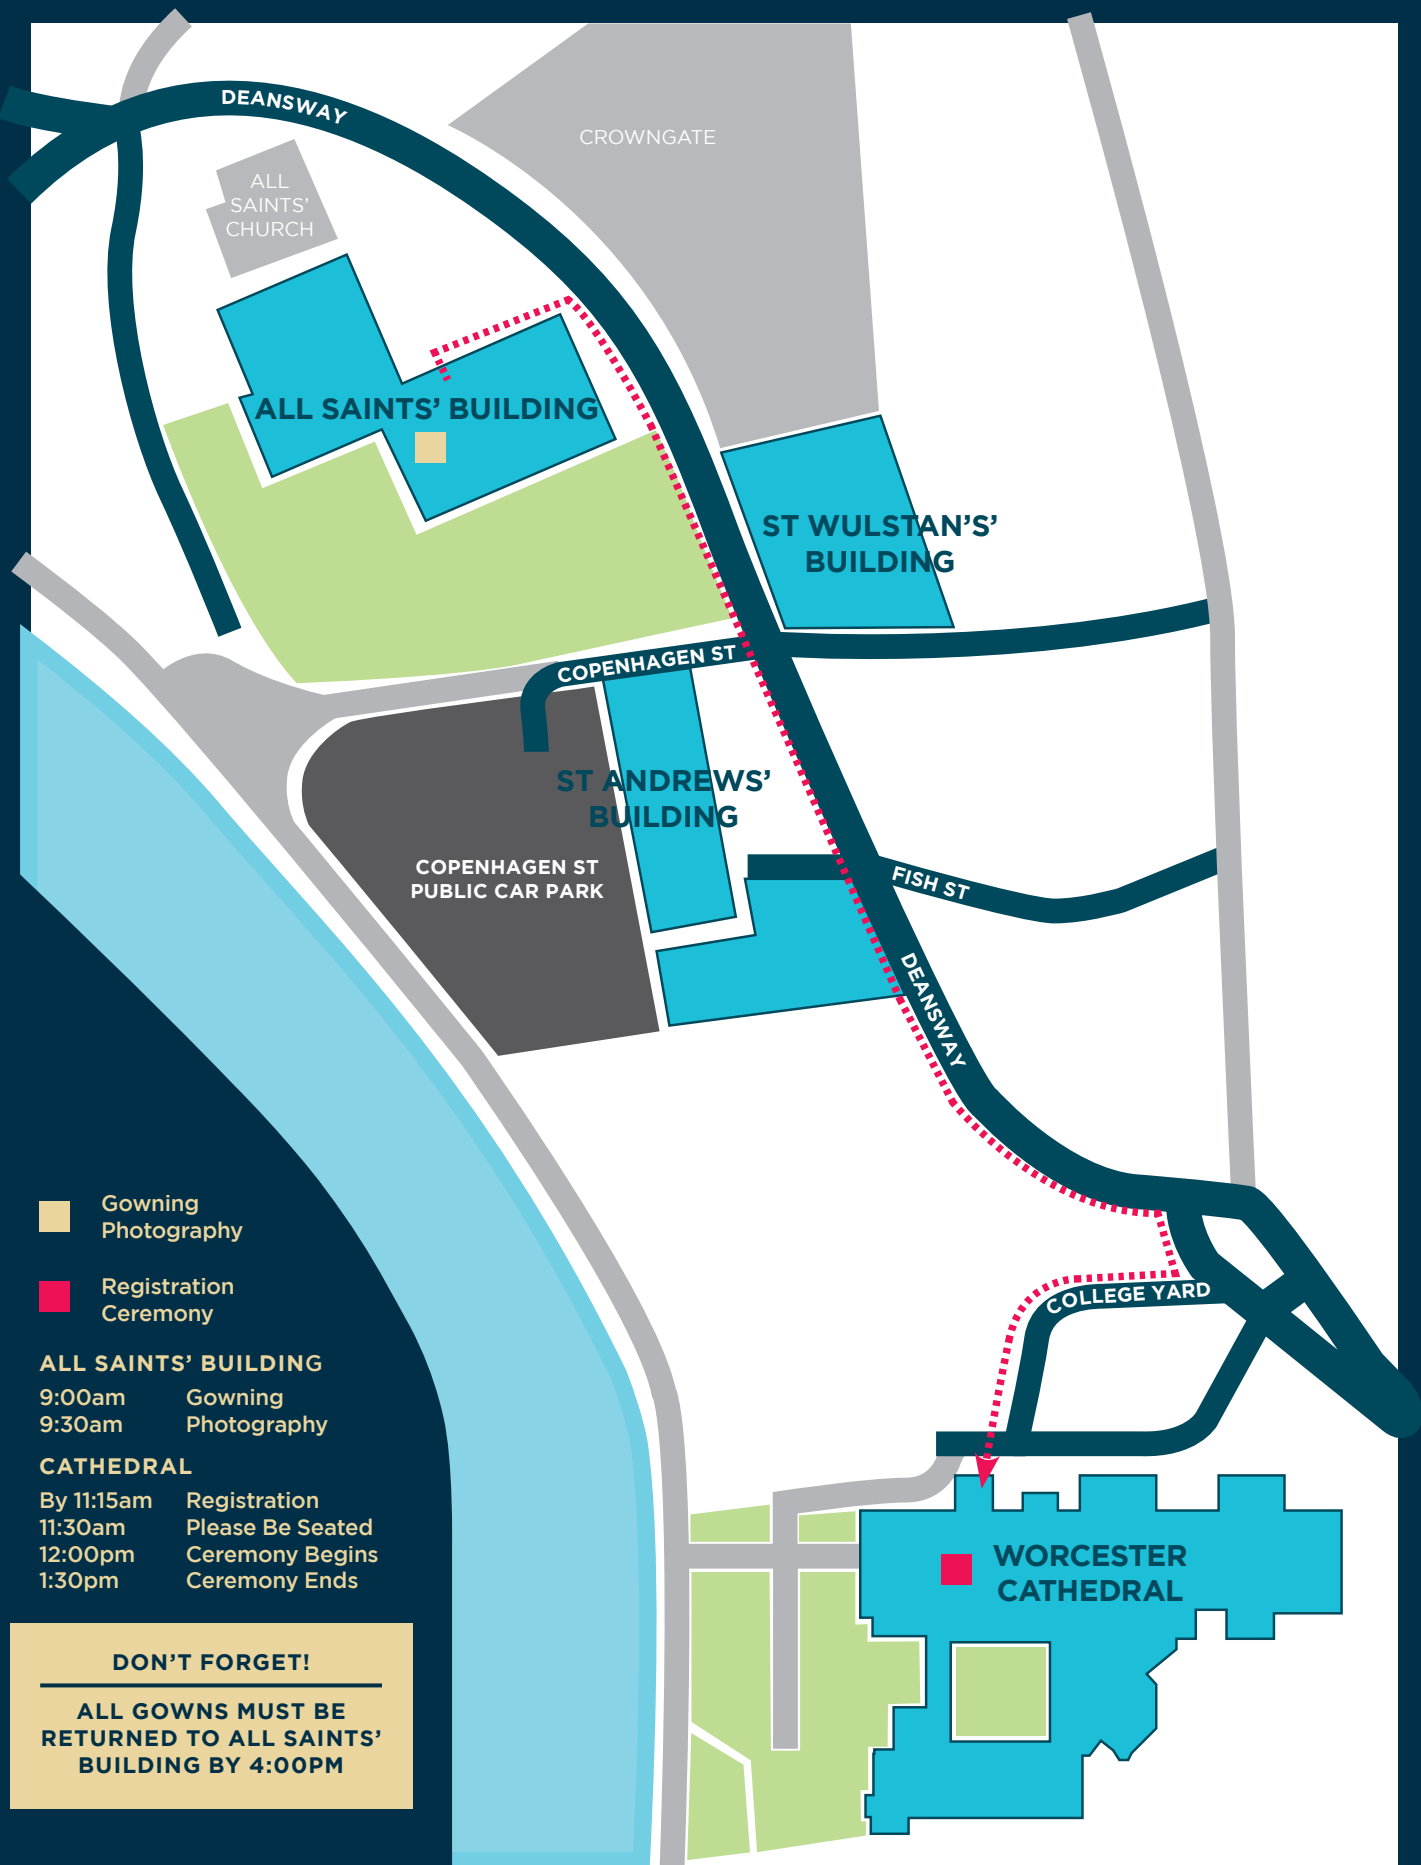 DEANSWAY
CROWNGATE
ALL
SAINTS’
CHURCH
ALL SAINTS’ BUILDING
ST WULSTAN’S’
BUILDING
COPENHAGEN ST
ST ANDREWS’
BUILDING
COPENHAGEN ST
PUBLIC CAR PARK
FISH ST
DEANSWAY
COLLEGE YARD
WORCESTER
CATHEDRAL
Gowning
Photography
Registration
Ceremony
ALL SAINTS’ BUILDING
9:00am Gowning
9:30am Photography
CATHEDRAL
By 11:15am Registration
11:30am Please Be Seated
12:00pm Ceremony Begins
1:30pm Ceremony Ends
DON’T FORGET!
ALL GOWNS MUST BE
RETURNED TO ALL SAINTS’
BUILDING BY 4:00PM